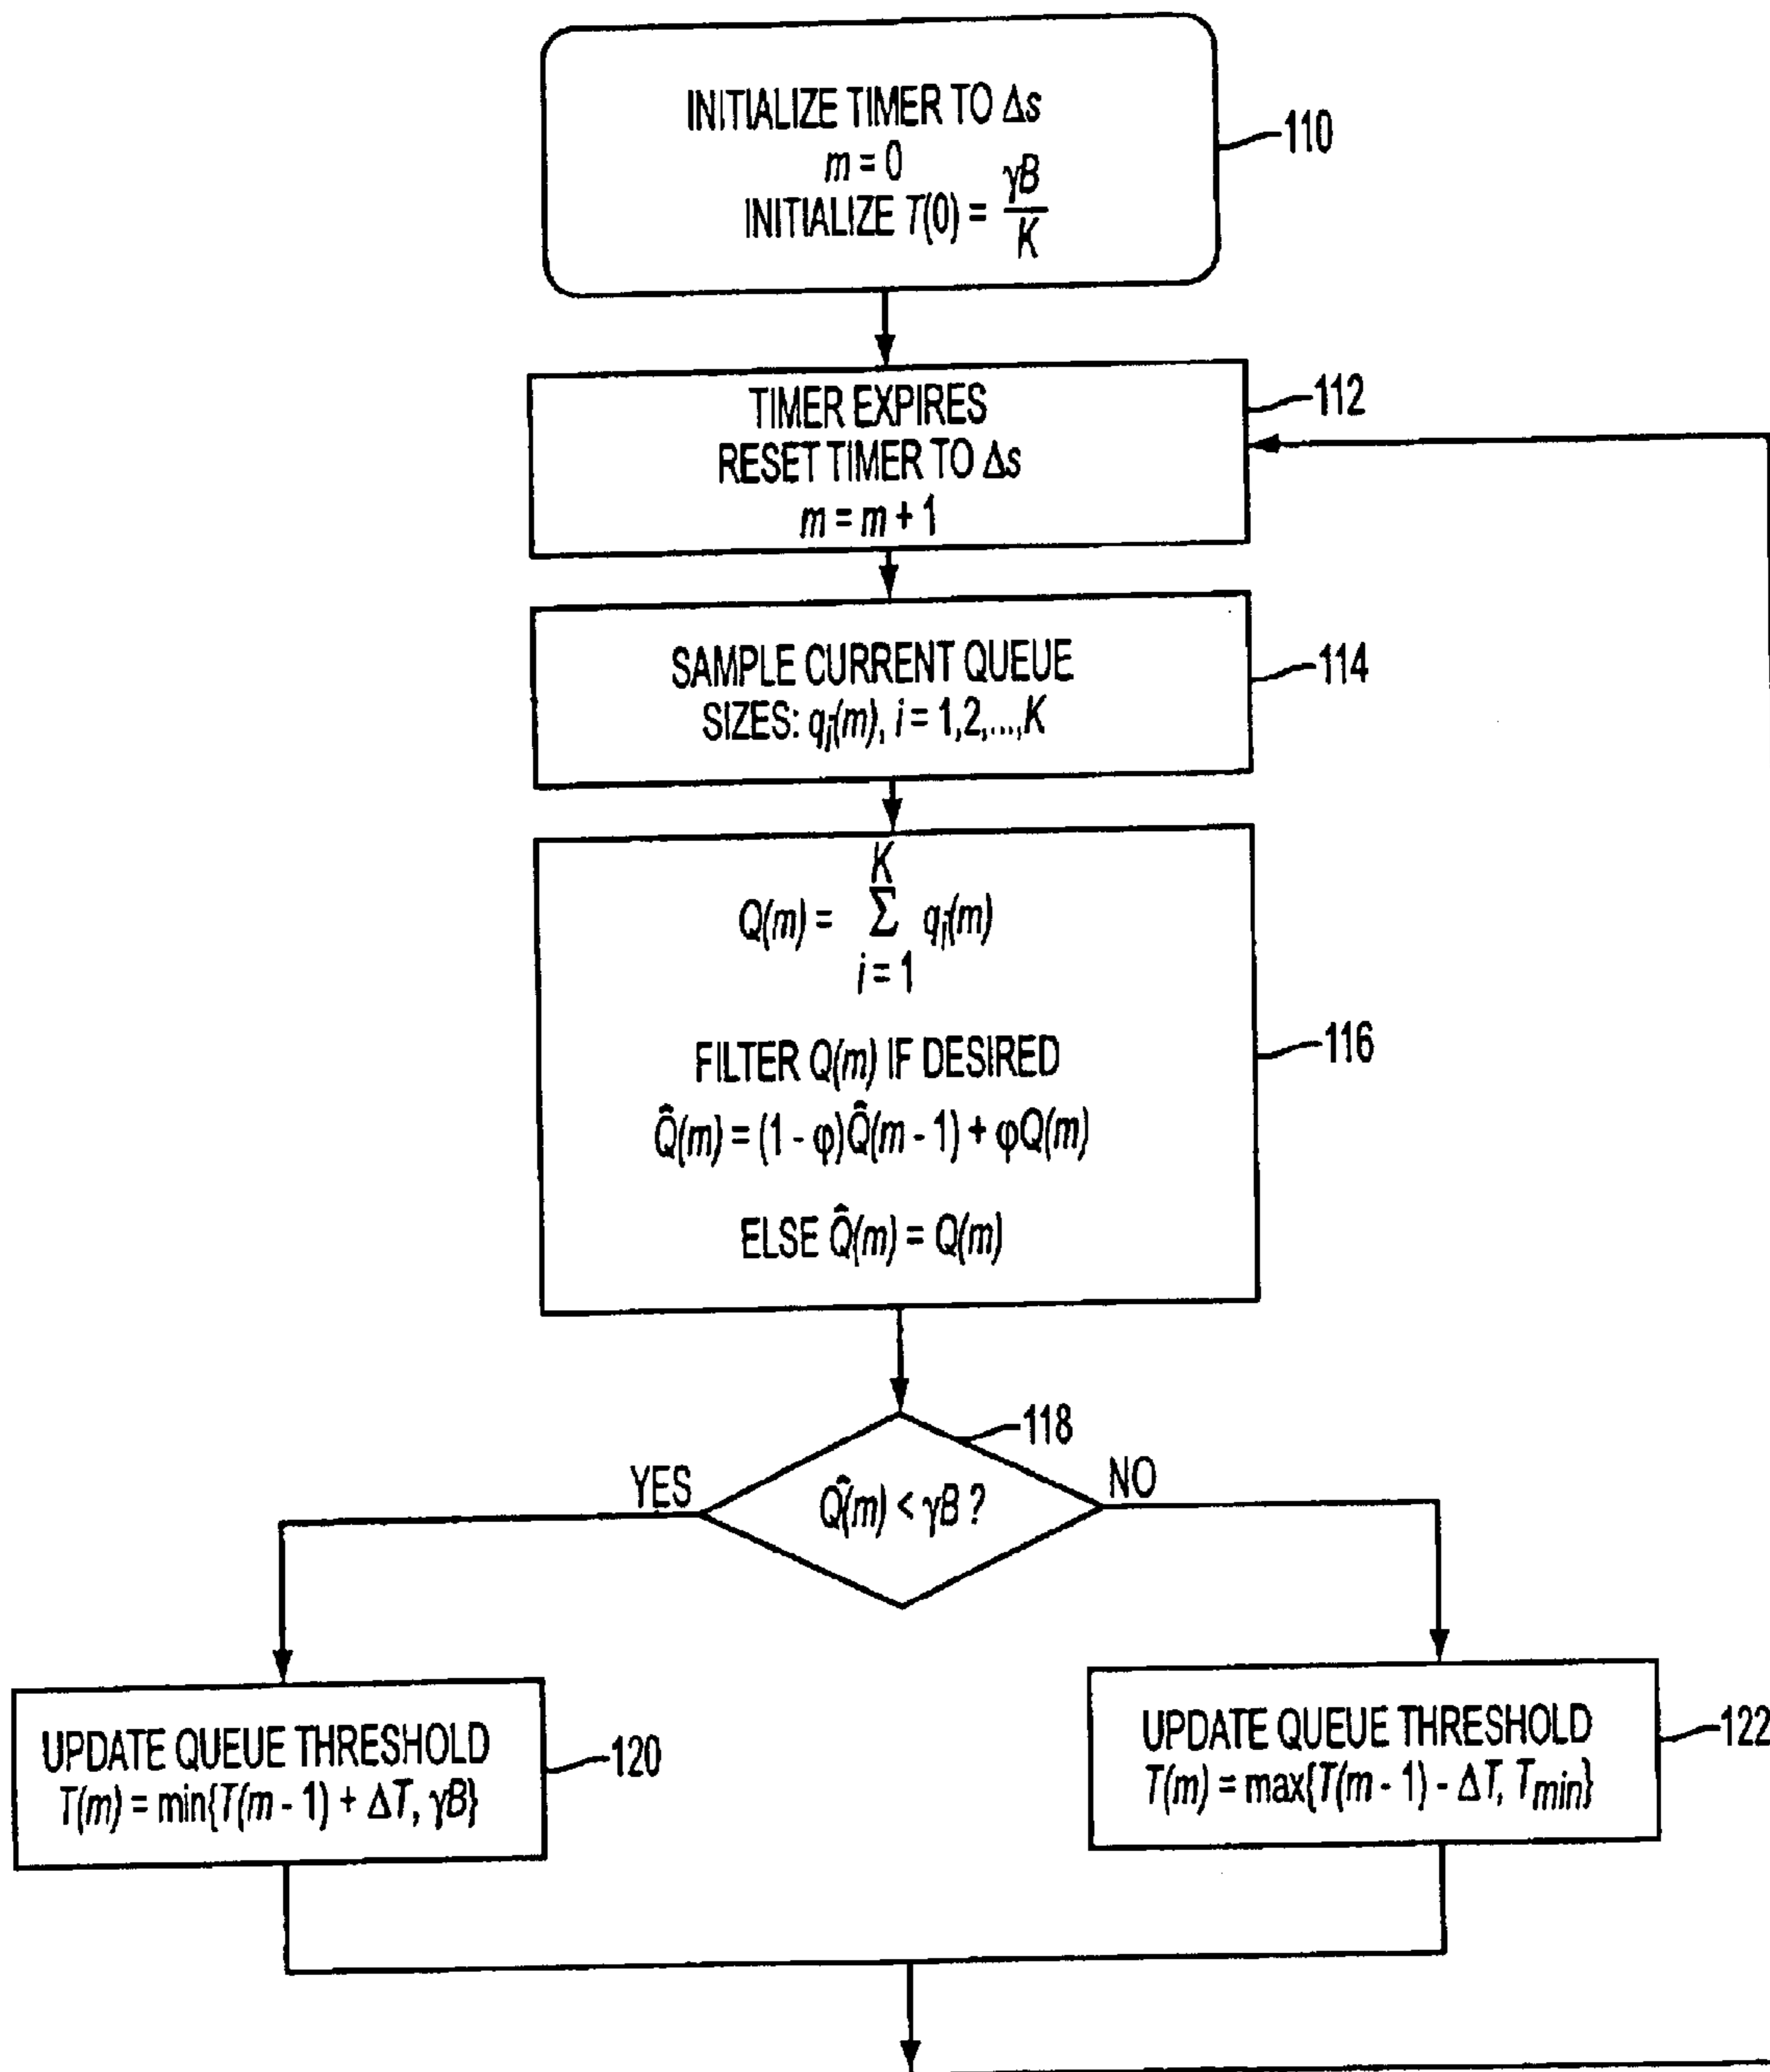 INITIALIZE TIMER TO Δs
m = 0
INITIALIZE T(0) = γB/K
110
TIMER EXPIRES
RESET TIMER TO Δs
m = m + 1
112
SAMPLE CURRENT QUEUE
SIZES: qi(m), i = 1,2,...,K
114
K
Q(m) = Σ qi(m)
i = 1
FILTER Q(m) IF DESIRED
Q̂(m) = (1 - φ)Q̂(m - 1) + φQ(m)
ELSE Q̂(m) = Q(m)
116
118
YES
Q̂(m) < γB ?
NO
UPDATE QUEUE THRESHOLD
T(m) = min{T(m - 1) + ΔT, γB}
120
UPDATE QUEUE THRESHOLD
T(m) = max{T(m - 1) - ΔT, Tmin}
122